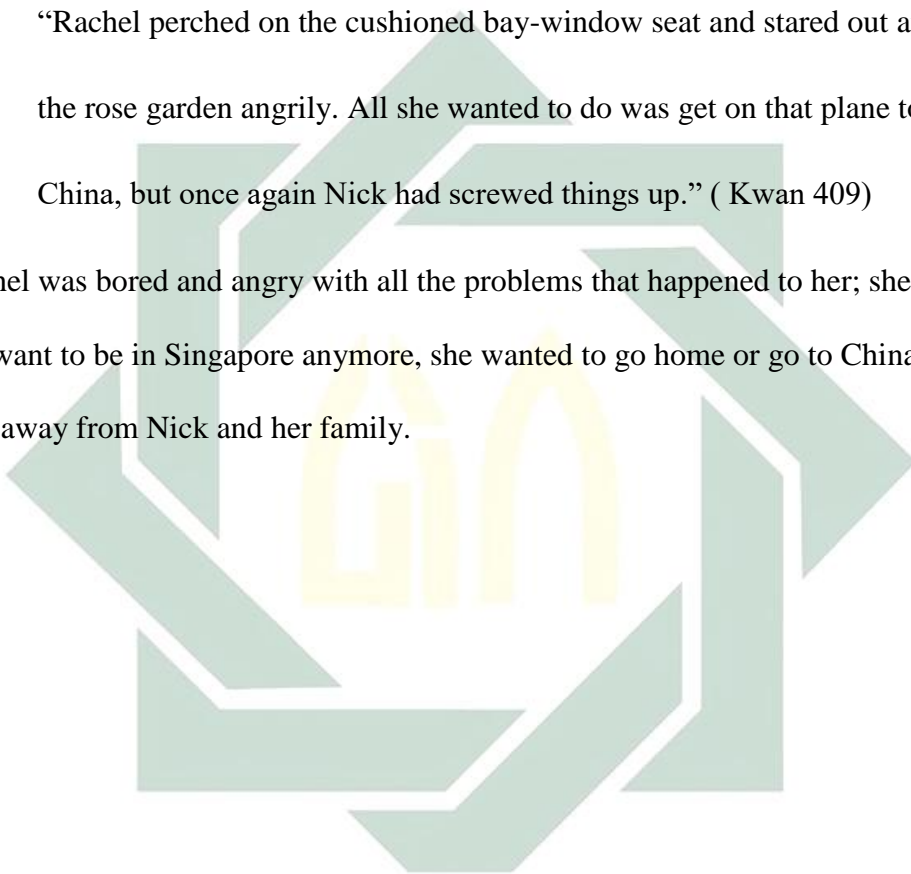 “Rachel perched on the cushioned bay-window seat and stared out a
the rose garden angrily. All she wanted to do was get on that plane to
China, but once again Nick had screwed things up.” ( Kwan 409)
nel was bored and angry with all the problems that happened to her; she
want to be in Singapore anymore, she wanted to go home or go to China
away from Nick and her family.